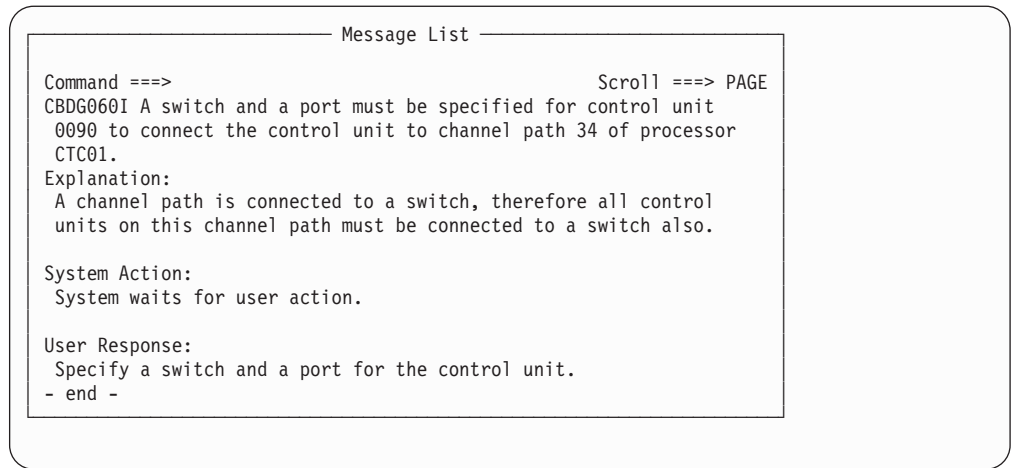 Message List
Command ===> Scroll ===> PAGE
CBDG060I A switch and a port must be specified for control unit
0090 to connect the control unit to channel path 34 of processor
CTC01.
Explanation:
A channel path is connected to a switch, therefore all control
units on this channel path must be connected to a switch also.
System Action:
System waits for user action.
User Response:
Specify a switch and a port for the control unit.
- end -